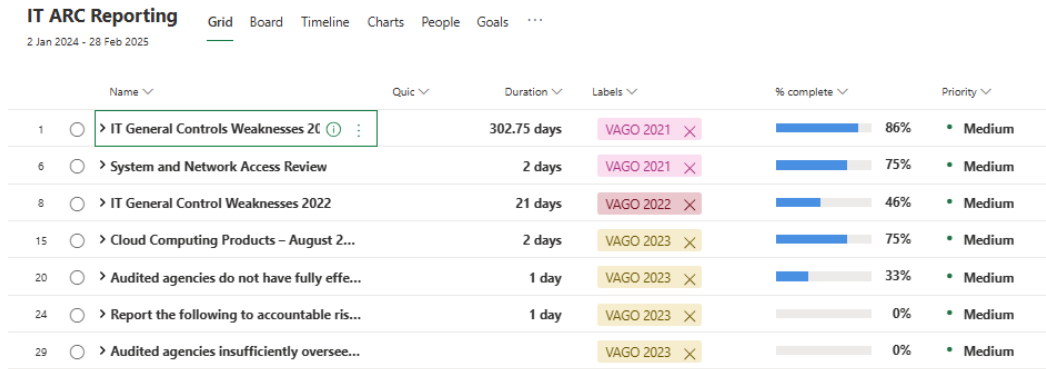 IT ARC Reporting Grid Board Timeline Charts People Goals ...
2 Jan 2024 - 28 Feb 2025
Name Quic Duration Labels % complete Priority
1 IT General Controls Weaknesses 20 302.75 days VAGO 2021 86% Medium
6 System and Network Access Review 2 days VAGO 2021 75% Medium
8 IT General Control Weaknesses 2022 21 days VAGO 2022 46% Medium
15 Cloud Computing Products – August 2... 2 days VAGO 2023 75% Medium
20 Audited agencies do not have fully effe... 1 day VAGO 2023 33% Medium
24 Report the following to accountable ris... 1 day VAGO 2023 0% Medium
29 Audited agencies insufficiently oversee... VAGO 2023 0% Medium